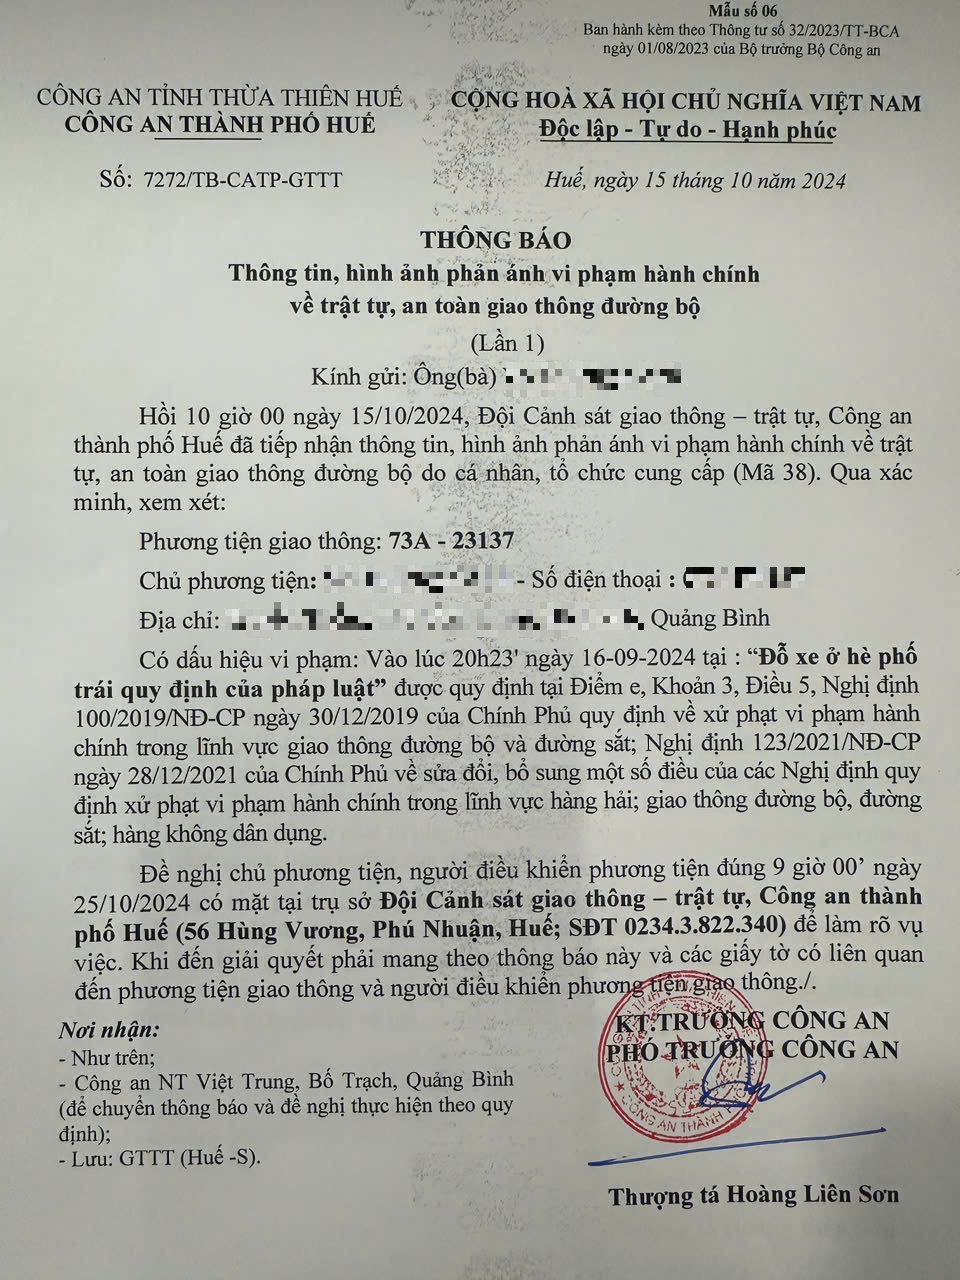 Mẫu số 06
Ban hành kèm theo Thông tư số 32/2023/TT-BCA
ngày 01/08/2023 của Bộ trưởng Bộ Công an
CÔNG AN TỈNH THỪA THIÊN HUẾ
CÔNG AN THÀNH PHỐ HUẾ
CỘNG HOÀ XÃ HỘI CHỦ NGHĨA VIỆT NAM
Độc lập - Tự do - Hạnh phúc
Số: 7272/TB-CATP-GTTT
Huế, ngày 15 tháng 10 năm 2024
THÔNG BÁO
Thông tin, hình ảnh phản ánh vi phạm hành chính
về trật tự, an toàn giao thông đường bộ
(Lần 1)
Kính gửi: Ông(bà)
Hồi 10 giờ 00 ngày 15/10/2024, Đội Cảnh sát giao thông – trật tự, Công an
thành phố Huế đã tiếp nhận thông tin, hình ảnh phản ánh vi phạm hành chính về trật
tự, an toàn giao thông đường bộ do cá nhân, tổ chức cung cấp (Mã 38). Qua xác
minh, xem xét:
Phương tiện giao thông: 73A - 23137
Chủ phương tiện: - Số điện thoại :
Địa chỉ: , Quảng Bình
Có dấu hiệu vi phạm: Vào lúc 20h23' ngày 16-09-2024 tại : “Đỗ xe ở hè phố
trái quy định của pháp luật” được quy định tại Điểm e, Khoản 3, Điều 5, Nghị định
100/2019/NĐ-CP ngày 30/12/2019 của Chính Phủ quy định về xử phạt vi phạm hành
chính trong lĩnh vực giao thông đường bộ và đường sắt; Nghị định 123/2021/NĐ-CP
ngày 28/12/2021 của Chính Phủ về sửa đổi, bổ sung một số điều của các Nghị định quy
định xử phạt vi phạm hành chính trong lĩnh vực hàng hải; giao thông đường bộ, đường
sắt; hàng không dân dụng.
Đề nghị chủ phương tiện, người điều khiển phương tiện đúng 9 giờ 00’ ngày
25/10/2024 có mặt tại trụ sở Đội Cảnh sát giao thông – trật tự, Công an thành
phố Huế (56 Hùng Vương, Phú Nhuận, Huế; SĐT 0234.3.822.340) để làm rõ vụ
việc. Khi đến giải quyết phải mang theo thông báo này và các giấy tờ có liên quan
đến phương tiện giao thông và người điều khiển phương tiện giao thông./.
Nơi nhận:
- Như trên;
- Công an NT Việt Trung, Bố Trạch, Quảng Bình
(để chuyển thông báo và đề nghị thực hiện theo quy
định);
- Lưu: GTTT (Huế -S).
KT.TRƯỞNG CÔNG AN
PHÓ TRƯỞNG CÔNG AN
CÔNG AN THÀNH PHỐ
Thượng tá Hoàng Liên Sơn